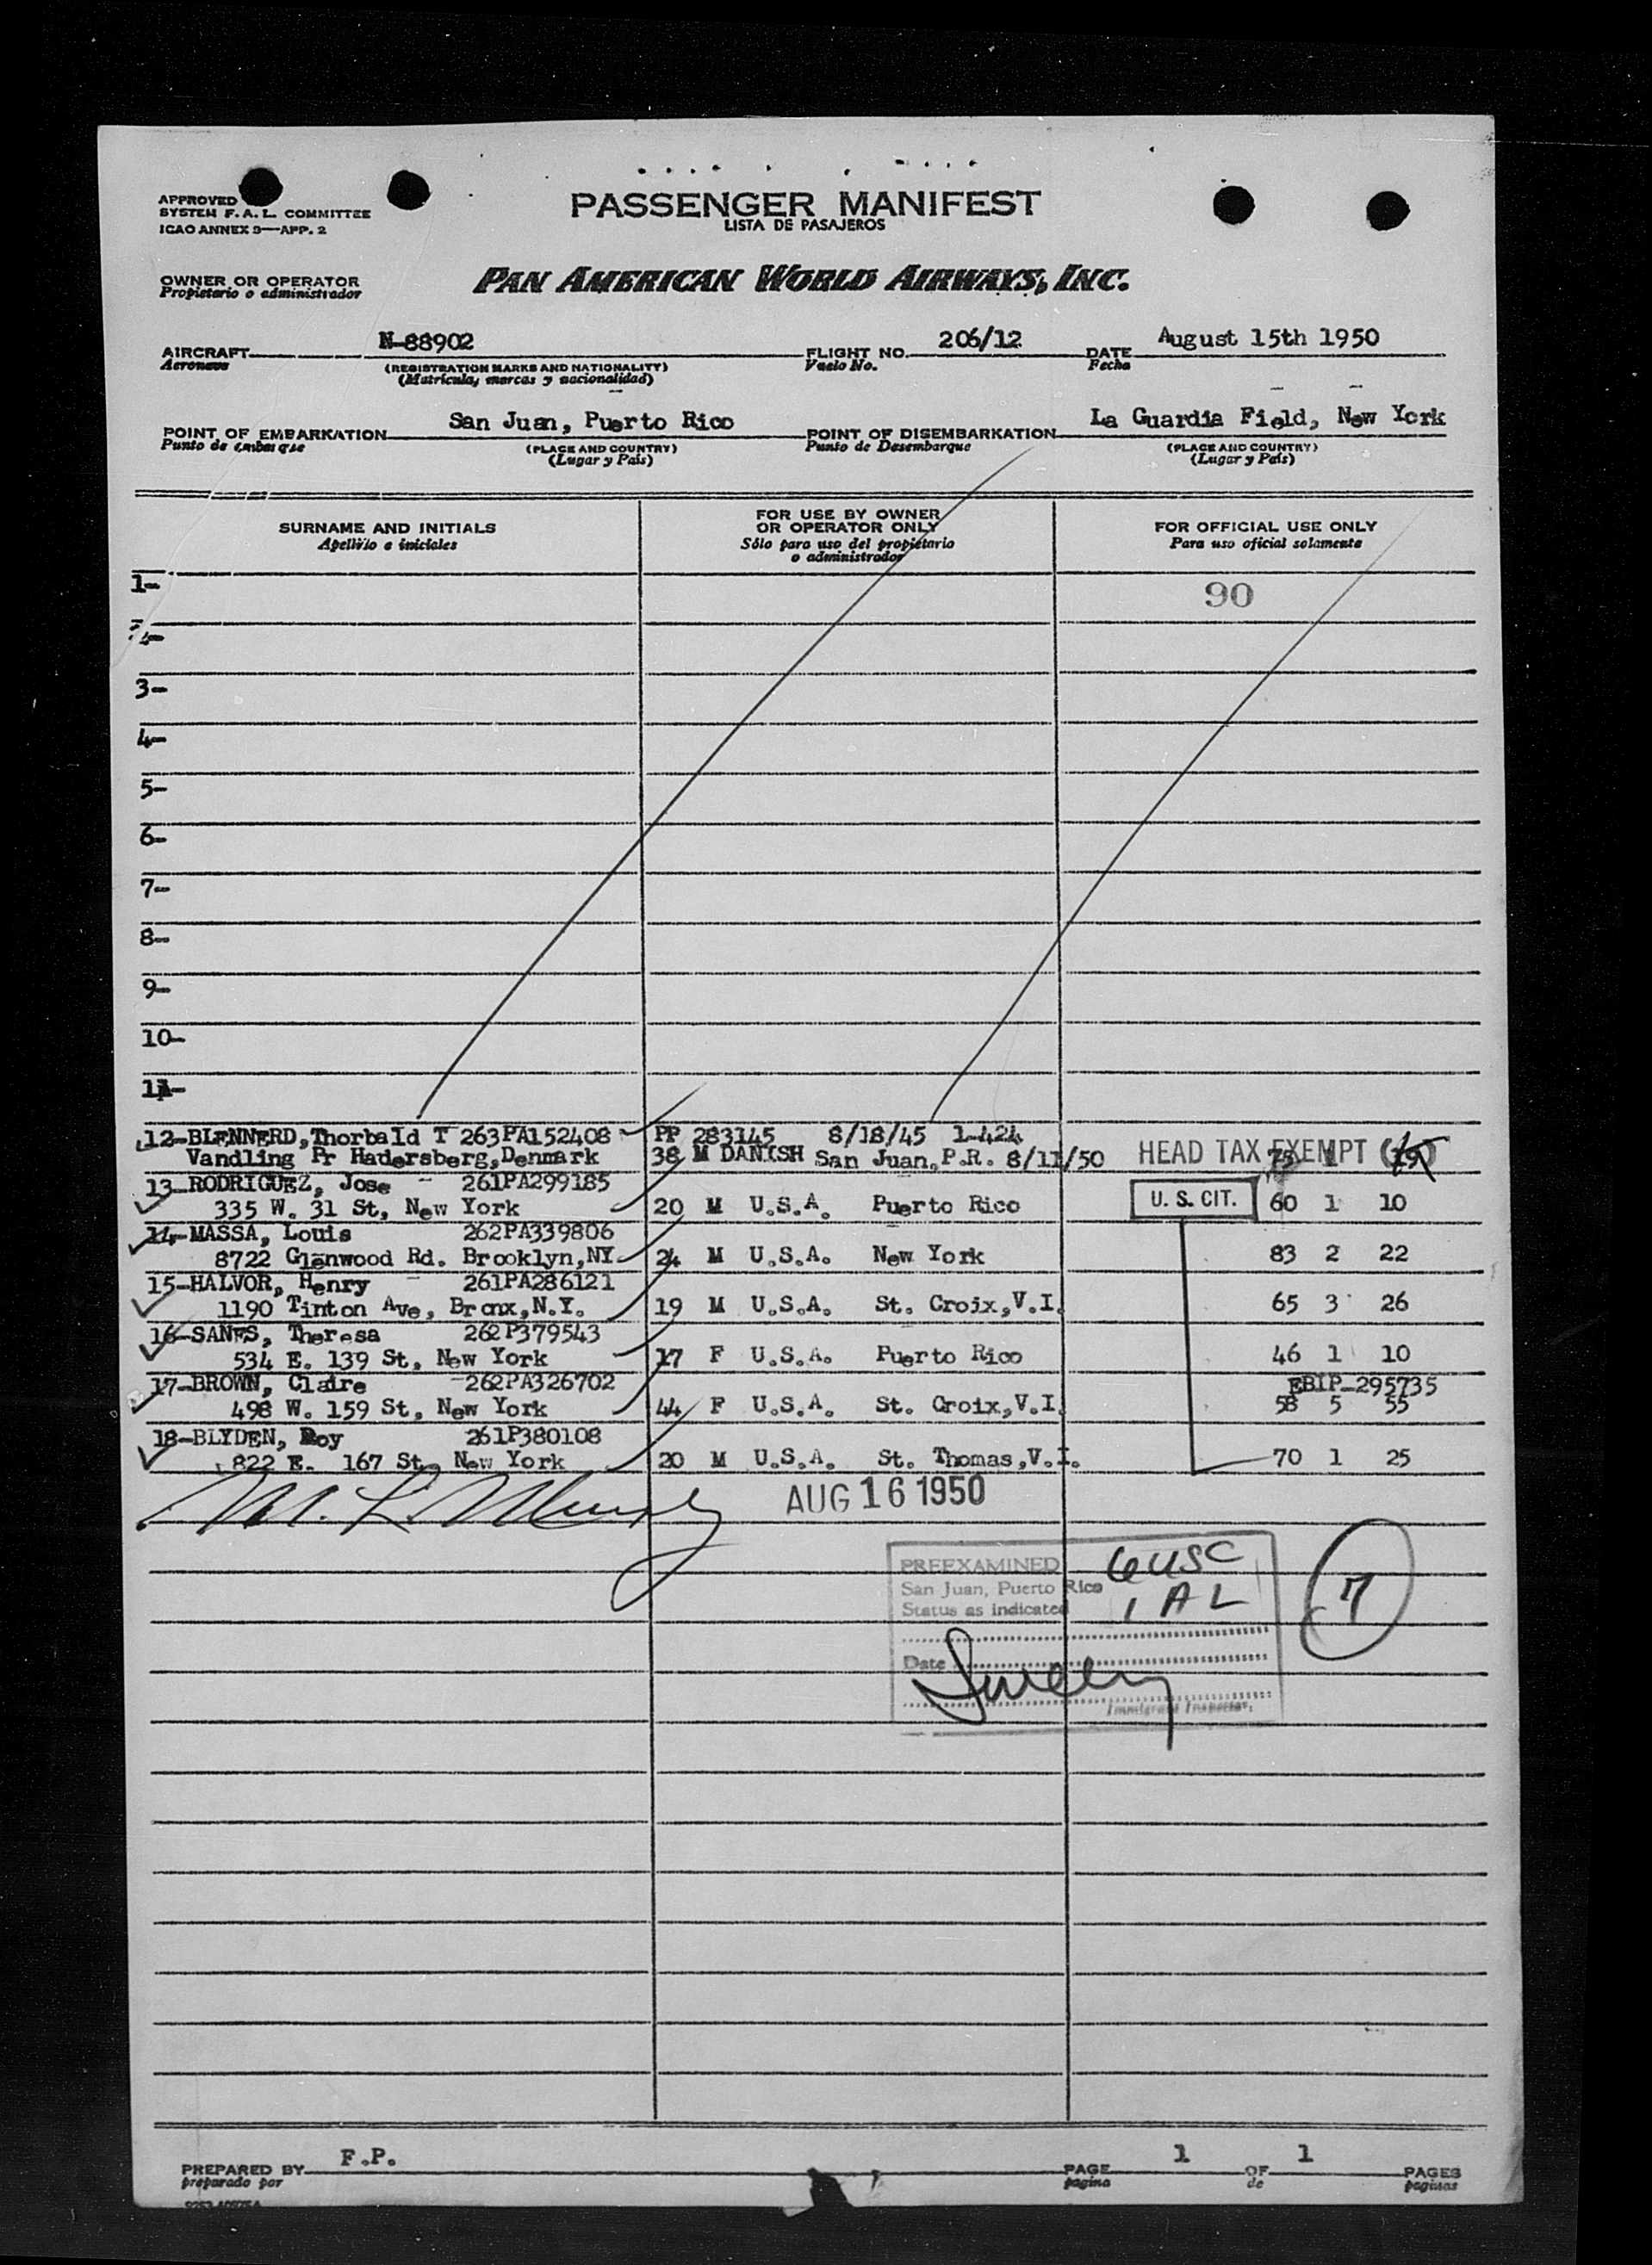 APPROVED
SYSTEM F. A. L. COMMITTEE
ICAO ANNEX 9—APP. 2
PASSENGER MANIFEST
LISTA DE PASAJEROS
OWNER OR OPERATOR
Propietario o administrador
PAN AMERICAN WORLD AIRWAYS, INC.
AIRCRAFT N-88902 FLIGHT NO. 206/12 DATE August 15th 1950
Aeronave (REGISTRATION MARKS AND NATIONALITY) Vuelo No. Fecha
(Matricula, marcas y nacionalidad)
POINT OF EMBARKATION San Juan, Puerto Rico POINT OF DISEMBARKATION La Guardia Field, New York
Punto de embarque (PLACE AND COUNTRY) Punto de Desembarque (PLACE AND COUNTRY)
(Lugar y País) (Lugar y País)
SURNAME AND INITIALS FOR USE BY OWNER OR OPERATOR ONLY FOR OFFICIAL USE ONLY
Apellido e iniciales Sólo para uso del propietario o administrador Para uso oficial solamente
1- 90
2-
3-
4-
5-
6-
7-
8-
9-
10-
11-
12-BLENNERD, Thorbald T 263PA152408 PP 283145 8/18/45 1-424
Vandling Pr Hadersberg, Denmark 38 M DANISH San Juan, P.R. 8/11/50 HEAD TAX EXEMPT
13-RODRIGUEZ, Jose 261PA299185
335 W. 31 St, New York 20 M U.S.A. Puerto Rico U. S. CIT. 60 1 10
14-MASSA, Louis 262PA339806
8722 Glenwood Rd. Brooklyn, NY 24 M U.S.A. New York 83 2 22
15-HALVOR, Henry 261PA286121
1190 Tinton Ave, Bronx, N.Y. 19 M U.S.A. St. Croix, V.I. 65 3 26
16-SANES, Theresa 262P379543
534 E. 139 St, New York 17 F U.S.A. Puerto Rico 46 1 10
17-BROWN, Claire 262PA326702 EBIP-295735
498 W. 159 St, New York 44 F U.S.A. St. Croix, V.I. 58 5 55
18-BLYDEN, Roy 261P380108
822 E. 167 St, New York 20 M U.S.A. St. Thomas, V.I. 70 1 25
AUG 16 1950
PREEXAMINED 6 USC
San Juan, Puerto Rico
Status as indicated 1 AL
7
Date
Immigrant Inspector.
PREPARED BY F.P. PAGE 1 OF 1 PAGES
preparado por pagina de paginas